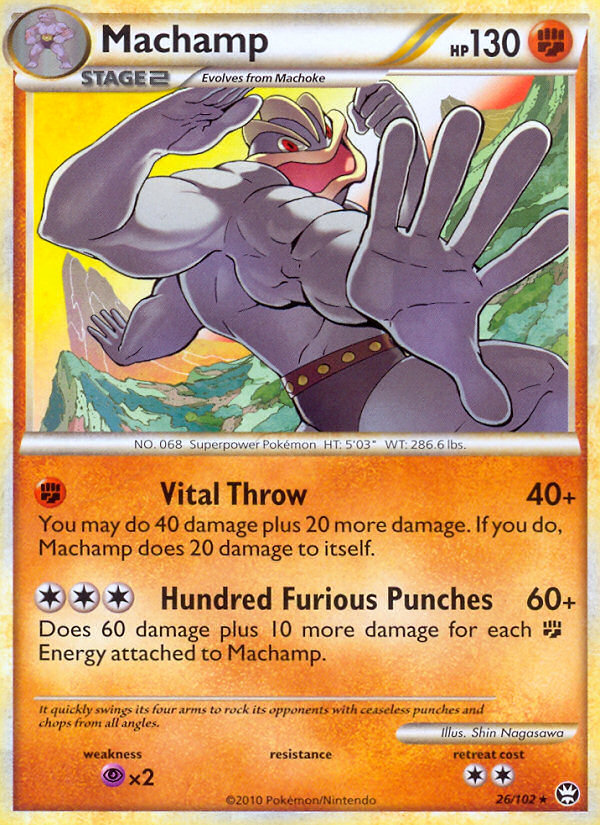 Machamp
HP 130
STAGE 2
Evolves from Machoke
NO. 068 Superpower Pokémon HT: 5'03" WT: 286.6 lbs.
Vital Throw 40+
You may do 40 damage plus 20 more damage. If you do,
Machamp does 20 damage to itself.
Hundred Furious Punches 60+
Does 60 damage plus 10 more damage for each
Energy attached to Machamp.
It quickly swings its four arms to rock its opponents with ceaseless punches and
chops from all angles.
Illus. Shin Nagasawa
weakness resistance retreat cost
×2
26/102 ★
©2010 Pokémon/Nintendo